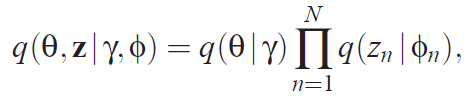 q(θ, z | γ, φ) = q(θ | γ) ∏_{n=1}^{N} q(z_n | φ_n),